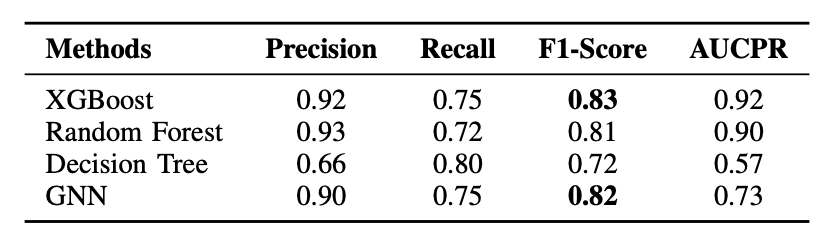 Methods Precision Recall F1-Score AUCPR
XGBoost 0.92 0.75 0.83 0.92
Random Forest 0.93 0.72 0.81 0.90
Decision Tree 0.66 0.80 0.72 0.57
GNN 0.90 0.75 0.82 0.73